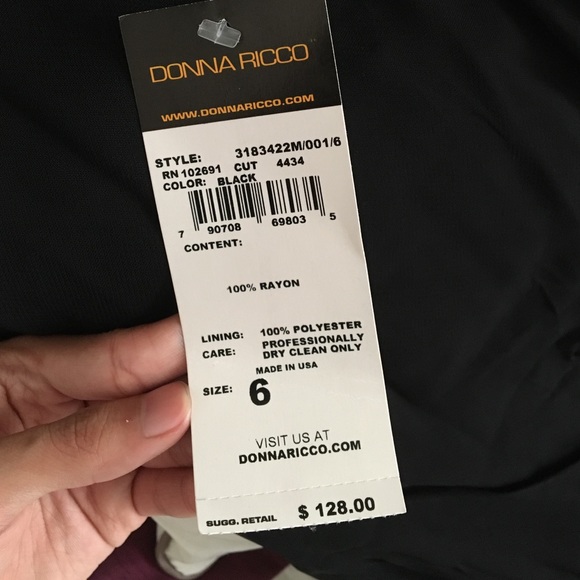 DONNA RICCO
WWW.DONNARICCO.COM
STYLE: 3183422M/001/6
RN 102691 CUT 4434
COLOR: BLACK
7 90708 69803 5
CONTENT:
100% RAYON
LINING: 100% POLYESTER
CARE: PROFESSIONALLY
DRY CLEAN ONLY
MADE IN USA
SIZE: 6
VISIT US AT
DONNARICCO.COM
SUGG. RETAIL $ 128.00